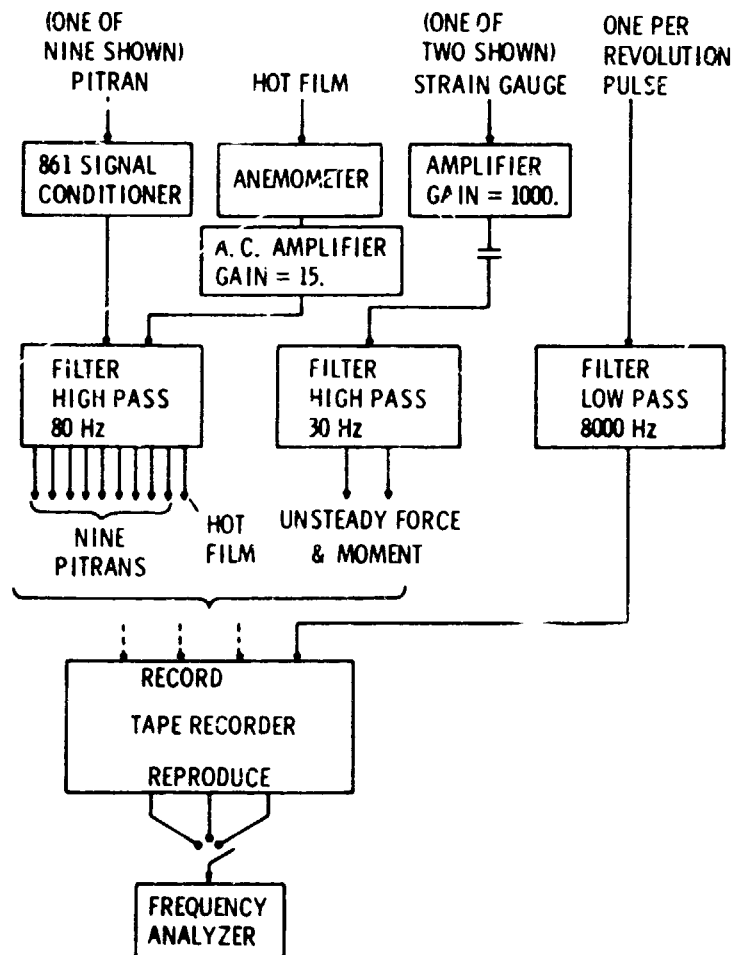 (ONE OF
NINE SHOWN)
PITRAN
HOT FILM
(ONE OF
TWO SHOWN)
STRAIN GAUGE
ONE PER
REVOLUTION
PULSE
861 SIGNAL
CONDITIONER
ANEMOMETER
AMPLIFIER
GAIN = 1000.
A. C. AMPLIFIER
GAIN = 15.
FILTER
HIGH PASS
80 Hz
FILTER
HIGH PASS
30 Hz
FILTER
LOW PASS
8000 Hz
NINE
PITRANS
HOT
FILM
UNSTEADY FORCE
& MOMENT
RECORD
TAPE RECORDER
REPRODUCE
FREQUENCY
ANALYZER